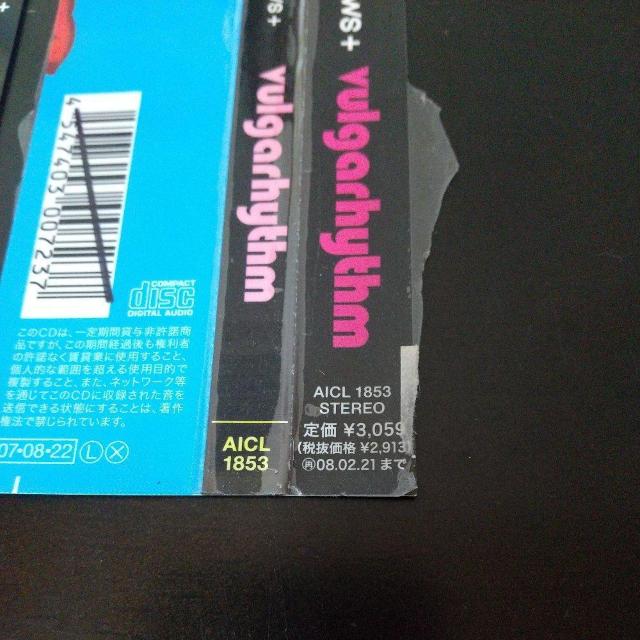 4 547403 007237
COMPACT
disc
DIGITAL AUDIO
このCDは、一定期間貸与非許諾商
品ですが、この期間経過後も権利者
の許諾なく賃貸業に使用すること、
個人的な範囲を超える使用目的で
複製すること、また、ネットワーク等
を通じてこのCDに収録された音を
送信できる状態にすることは、著作
権法で禁じられています。
07・08・22 Ⓛ Ⓧ
WS+
vulgarhythm
AICL
1853
WS+
vulgarhythm
AICL 1853
STEREO
定価 ¥3,059
(税抜価格 ¥2,913)
㊞08.02.21まで